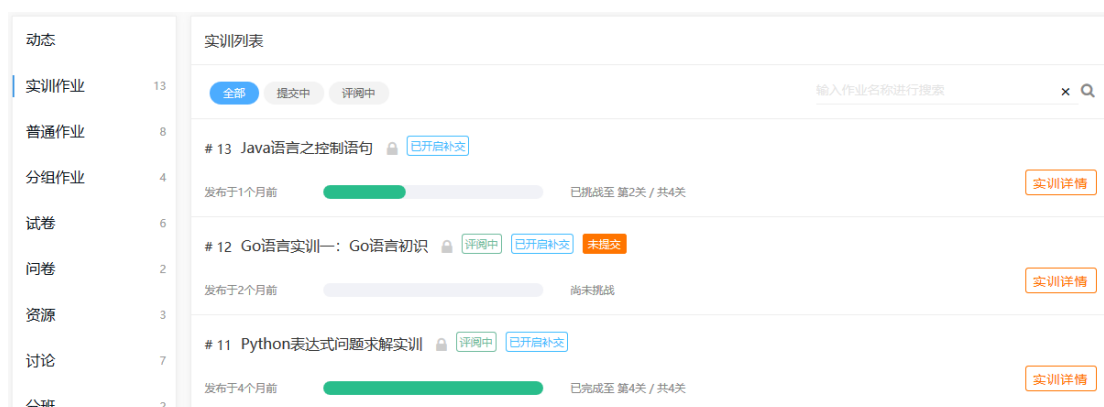 动态
实训作业 13
普通作业 8
分组作业 4
试卷 6
问卷 2
资源 3
讨论 7
分班 2
实训列表
全部 提交中 评阅中 输入作业名称进行搜索 ×
# 13 Java语言之控制语句 已开启补交
发布于1个月前 已挑战至 第2关 / 共4关 实训详情
# 12 Go语言实训一：Go语言初识 评阅中 已开启补交 未提交
发布于2个月前 尚未挑战 实训详情
# 11 Python表达式问题求解实训 评阅中 已开启补交
发布于4个月前 已完成至 第4关 / 共4关 实训详情